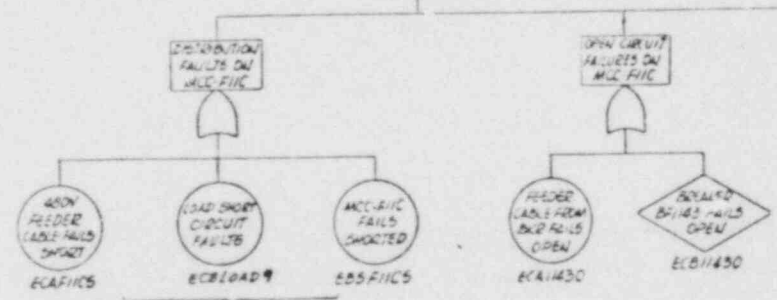 DISTRIBUTION
FAULTS ON
MCC-F11C
OPEN CIRCUIT
FAILURES ON
MCC-F11C
480V
FEEDER
CABLE FAILS
SHORT
ECAF11CS
LOAD SHORT
CIRCUIT
FAULTS
ECBLOAD9
MCC-F11C
FAILS
SHORTED
EBSF11CS
FEEDER
CABLE FROM
BKR FAILS
OPEN
ECA11430
BREAKER
BF1143 FAILS
OPEN
ECB11430